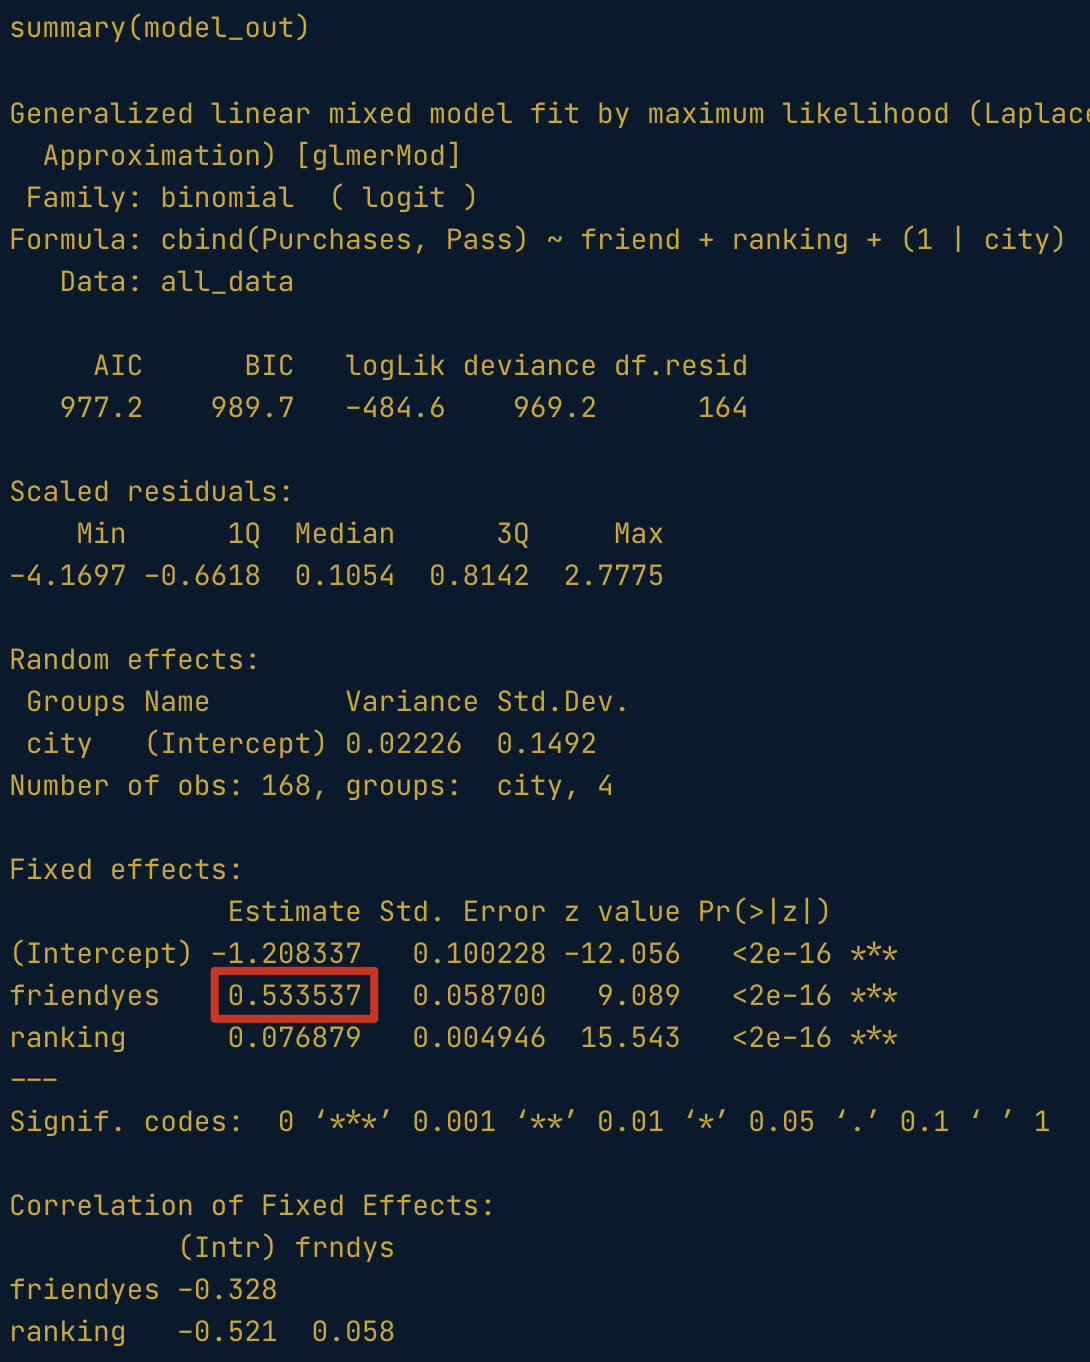 summary(model_out)
Generalized linear mixed model fit by maximum likelihood (Laplace
Approximation) [glmerMod]
Family: binomial  ( logit )
Formula: cbind(Purchases, Pass) ~ friend + ranking + (1 | city)
Data: all_data
AIC      BIC   logLik deviance df.resid
977.2    989.7   -484.6    969.2      164
Scaled residuals:
Min      1Q  Median      3Q     Max
-4.1697 -0.6618  0.1054  0.8142  2.7775
Random effects:
Groups Name        Variance Std.Dev.
city   (Intercept) 0.02226  0.1492
Number of obs: 168, groups:  city, 4
Fixed effects:
Estimate Std. Error z value Pr(>|z|)
(Intercept) -1.208337   0.100228 -12.056   <2e-16 ***
friendyes    0.533537   0.058700   9.089   <2e-16 ***
ranking      0.076879   0.004946  15.543   <2e-16 ***
---
Signif. codes:  0 ‘***’ 0.001 ‘**’ 0.01 ‘*’ 0.05 ‘.’ 0.1 ‘ ’ 1
Correlation of Fixed Effects:
(Intr) frndys
friendyes -0.328
ranking   -0.521  0.058